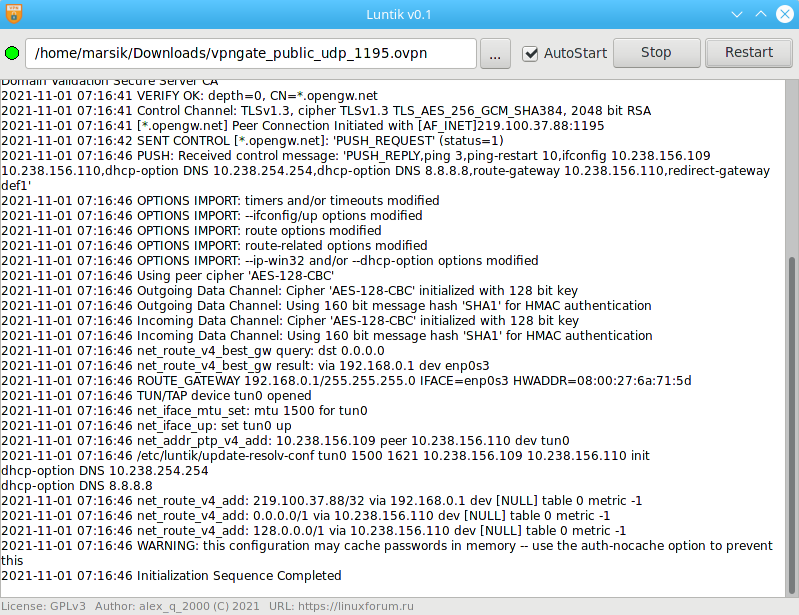 Luntik v0.1
/home/marsik/Downloads/vpngate_public_udp_1195.ovpn ... AutoStart Stop Restart
Domain Validation Secure Server CA
2021-11-01 07:16:41 VERIFY OK: depth=0, CN=*.opengw.net
2021-11-01 07:16:41 Control Channel: TLSv1.3, cipher TLSv1.3 TLS_AES_256_GCM_SHA384, 2048 bit RSA
2021-11-01 07:16:41 [*.opengw.net] Peer Connection Initiated with [AF_INET]219.100.37.88:1195
2021-11-01 07:16:42 SENT CONTROL [*.opengw.net]: 'PUSH_REQUEST' (status=1)
2021-11-01 07:16:46 PUSH: Received control message: 'PUSH_REPLY,ping 3,ping-restart 10,ifconfig 10.238.156.109
10.238.156.110,dhcp-option DNS 10.238.254.254,dhcp-option DNS 8.8.8.8,route-gateway 10.238.156.110,redirect-gateway
def1'
2021-11-01 07:16:46 OPTIONS IMPORT: timers and/or timeouts modified
2021-11-01 07:16:46 OPTIONS IMPORT: --ifconfig/up options modified
2021-11-01 07:16:46 OPTIONS IMPORT: route options modified
2021-11-01 07:16:46 OPTIONS IMPORT: route-related options modified
2021-11-01 07:16:46 OPTIONS IMPORT: --ip-win32 and/or --dhcp-option options modified
2021-11-01 07:16:46 Using peer cipher 'AES-128-CBC'
2021-11-01 07:16:46 Outgoing Data Channel: Cipher 'AES-128-CBC' initialized with 128 bit key
2021-11-01 07:16:46 Outgoing Data Channel: Using 160 bit message hash 'SHA1' for HMAC authentication
2021-11-01 07:16:46 Incoming Data Channel: Cipher 'AES-128-CBC' initialized with 128 bit key
2021-11-01 07:16:46 Incoming Data Channel: Using 160 bit message hash 'SHA1' for HMAC authentication
2021-11-01 07:16:46 net_route_v4_best_gw query: dst 0.0.0.0
2021-11-01 07:16:46 net_route_v4_best_gw result: via 192.168.0.1 dev enp0s3
2021-11-01 07:16:46 ROUTE_GATEWAY 192.168.0.1/255.255.255.0 IFACE=enp0s3 HWADDR=08:00:27:6a:71:5d
2021-11-01 07:16:46 TUN/TAP device tun0 opened
2021-11-01 07:16:46 net_iface_mtu_set: mtu 1500 for tun0
2021-11-01 07:16:46 net_iface_up: set tun0 up
2021-11-01 07:16:46 net_addr_ptp_v4_add: 10.238.156.109 peer 10.238.156.110 dev tun0
2021-11-01 07:16:46 /etc/luntik/update-resolv-conf tun0 1500 1621 10.238.156.109 10.238.156.110 init
dhcp-option DNS 10.238.254.254
dhcp-option DNS 8.8.8.8
2021-11-01 07:16:46 net_route_v4_add: 219.100.37.88/32 via 192.168.0.1 dev [NULL] table 0 metric -1
2021-11-01 07:16:46 net_route_v4_add: 0.0.0.0/1 via 10.238.156.110 dev [NULL] table 0 metric -1
2021-11-01 07:16:46 net_route_v4_add: 128.0.0.0/1 via 10.238.156.110 dev [NULL] table 0 metric -1
2021-11-01 07:16:46 WARNING: this configuration may cache passwords in memory -- use the auth-nocache option to prevent
this
2021-11-01 07:16:46 Initialization Sequence Completed
License: GPLv3 Author: alex_q_2000 (C) 2021 URL: https://linuxforum.ru